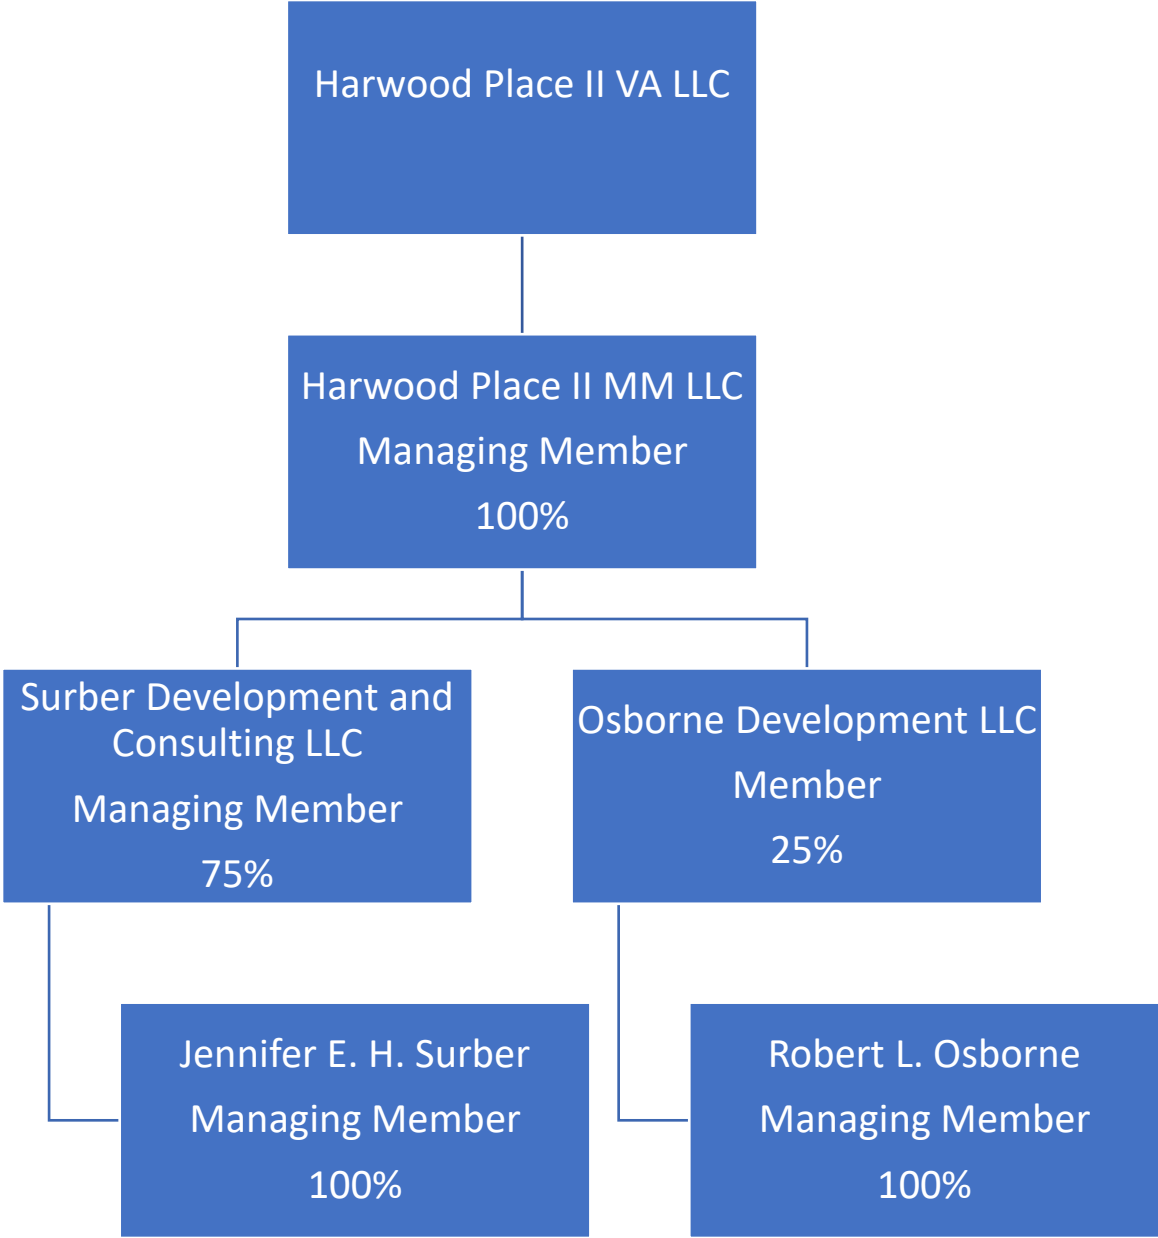 Harwood Place II VA LLC
Harwood Place II MM LLC
Managing Member
100%
Surber Development and
Consulting LLC
Managing Member
75%
Osborne Development LLC
Member
25%
Jennifer E. H. Surber
Managing Member
100%
Robert L. Osborne
Managing Member
100%